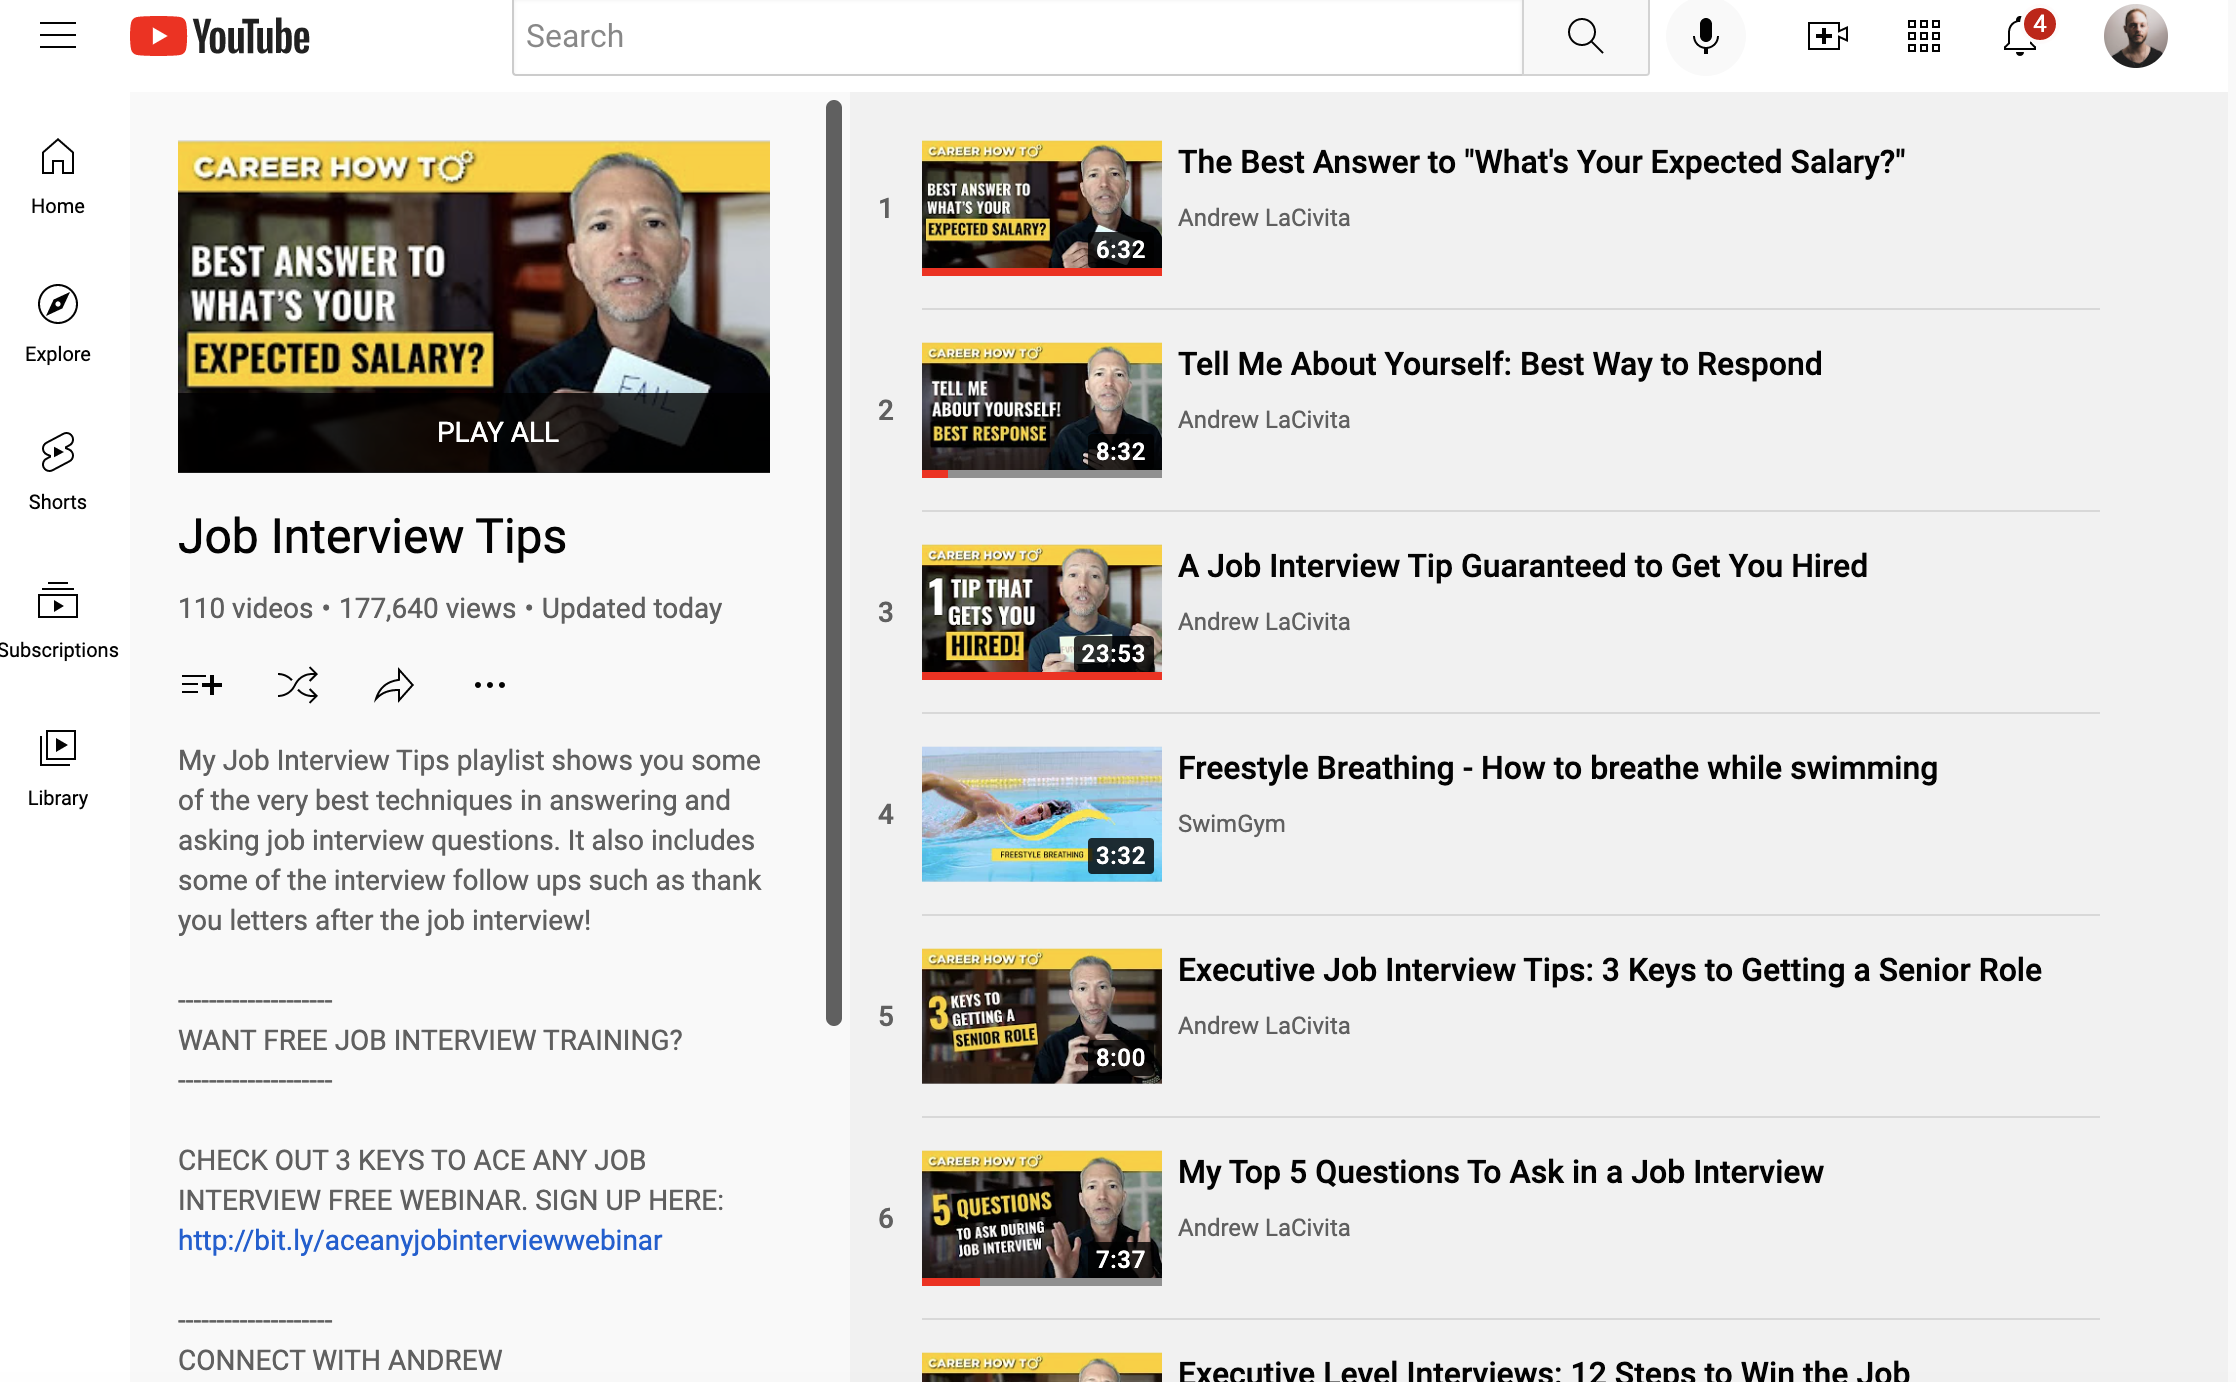 YouTube
Search
4
Home
Explore
Shorts
Subscriptions
Library
CAREER HOW TO
BEST ANSWER TO
WHAT'S YOUR
EXPECTED SALARY?
FAIL
PLAY ALL
Job Interview Tips
110 videos • 177,640 views • Updated today
My Job Interview Tips playlist shows you some
of the very best techniques in answering and
asking job interview questions. It also includes
some of the interview follow ups such as thank
you letters after the job interview!
--------------------
WANT FREE JOB INTERVIEW TRAINING?
--------------------
CHECK OUT 3 KEYS TO ACE ANY JOB
INTERVIEW FREE WEBINAR. SIGN UP HERE:
http://bit.ly/aceanyjobinterviewwebinar
--------------------
CONNECT WITH ANDREW
1
CAREER HOW TO
BEST ANSWER TO
WHAT'S YOUR
EXPECTED SALARY?
6:32
The Best Answer to "What's Your Expected Salary?"
Andrew LaCivita
2
CAREER HOW TO
TELL ME
ABOUT YOURSELF!
BEST RESPONSE
8:32
Tell Me About Yourself: Best Way to Respond
Andrew LaCivita
3
CAREER HOW TO
1 TIP THAT
GETS YOU
HIRED!
23:53
A Job Interview Tip Guaranteed to Get You Hired
Andrew LaCivita
4
FREESTYLE BREATHING
3:32
Freestyle Breathing - How to breathe while swimming
SwimGym
5
CAREER HOW TO
3 KEYS TO
GETTING A
SENIOR ROLE
8:00
Executive Job Interview Tips: 3 Keys to Getting a Senior Role
Andrew LaCivita
6
CAREER HOW TO
5 QUESTIONS
TO ASK DURING
JOB INTERVIEW
7:37
My Top 5 Questions To Ask in a Job Interview
Andrew LaCivita
CAREER HOW TO
Executive Level Interviews: 12 Steps to Win the Job